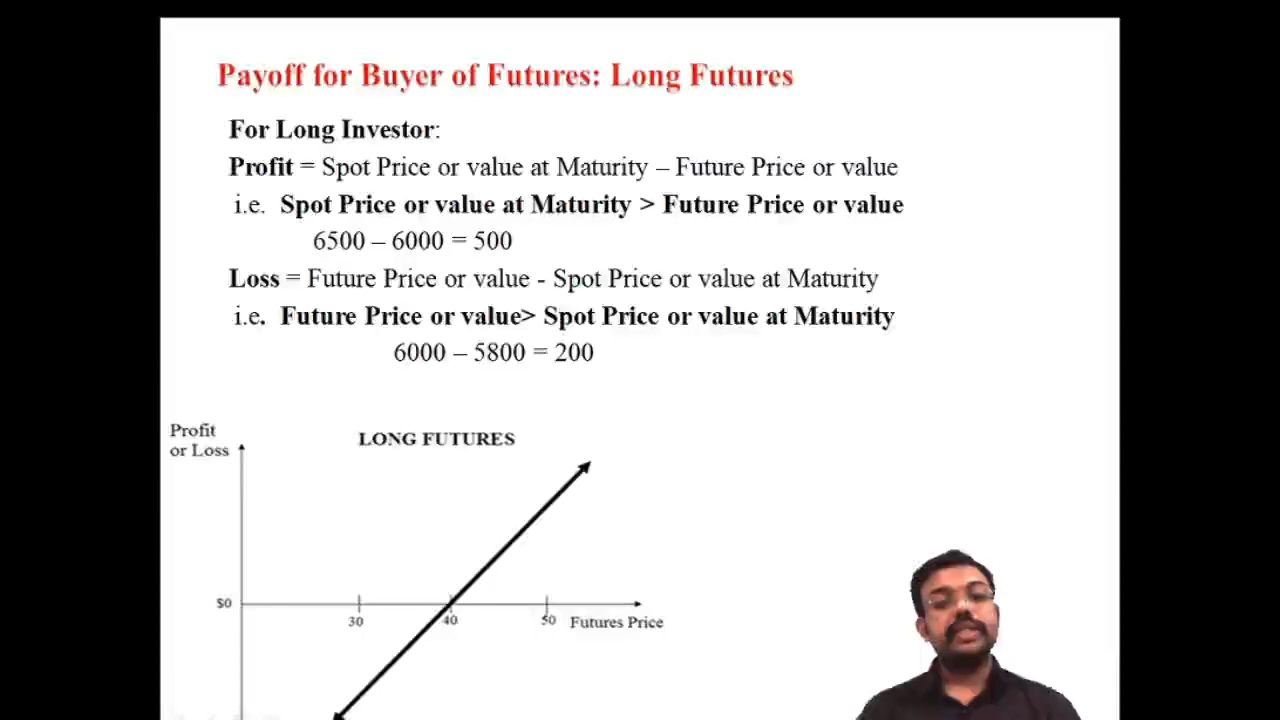 Payoff for Buyer of Futures: Long Futures
For Long Investor:
Profit = Spot Price or value at Maturity – Future Price or value
i.e. Spot Price or value at Maturity > Future Price or value
6500 – 6000 = 500
Loss = Future Price or value - Spot Price or value at Maturity
i.e. Future Price or value> Spot Price or value at Maturity
6000 – 5800 = 200
Profit
or Loss
LONG FUTURES
$0
30
40
50
Futures Price